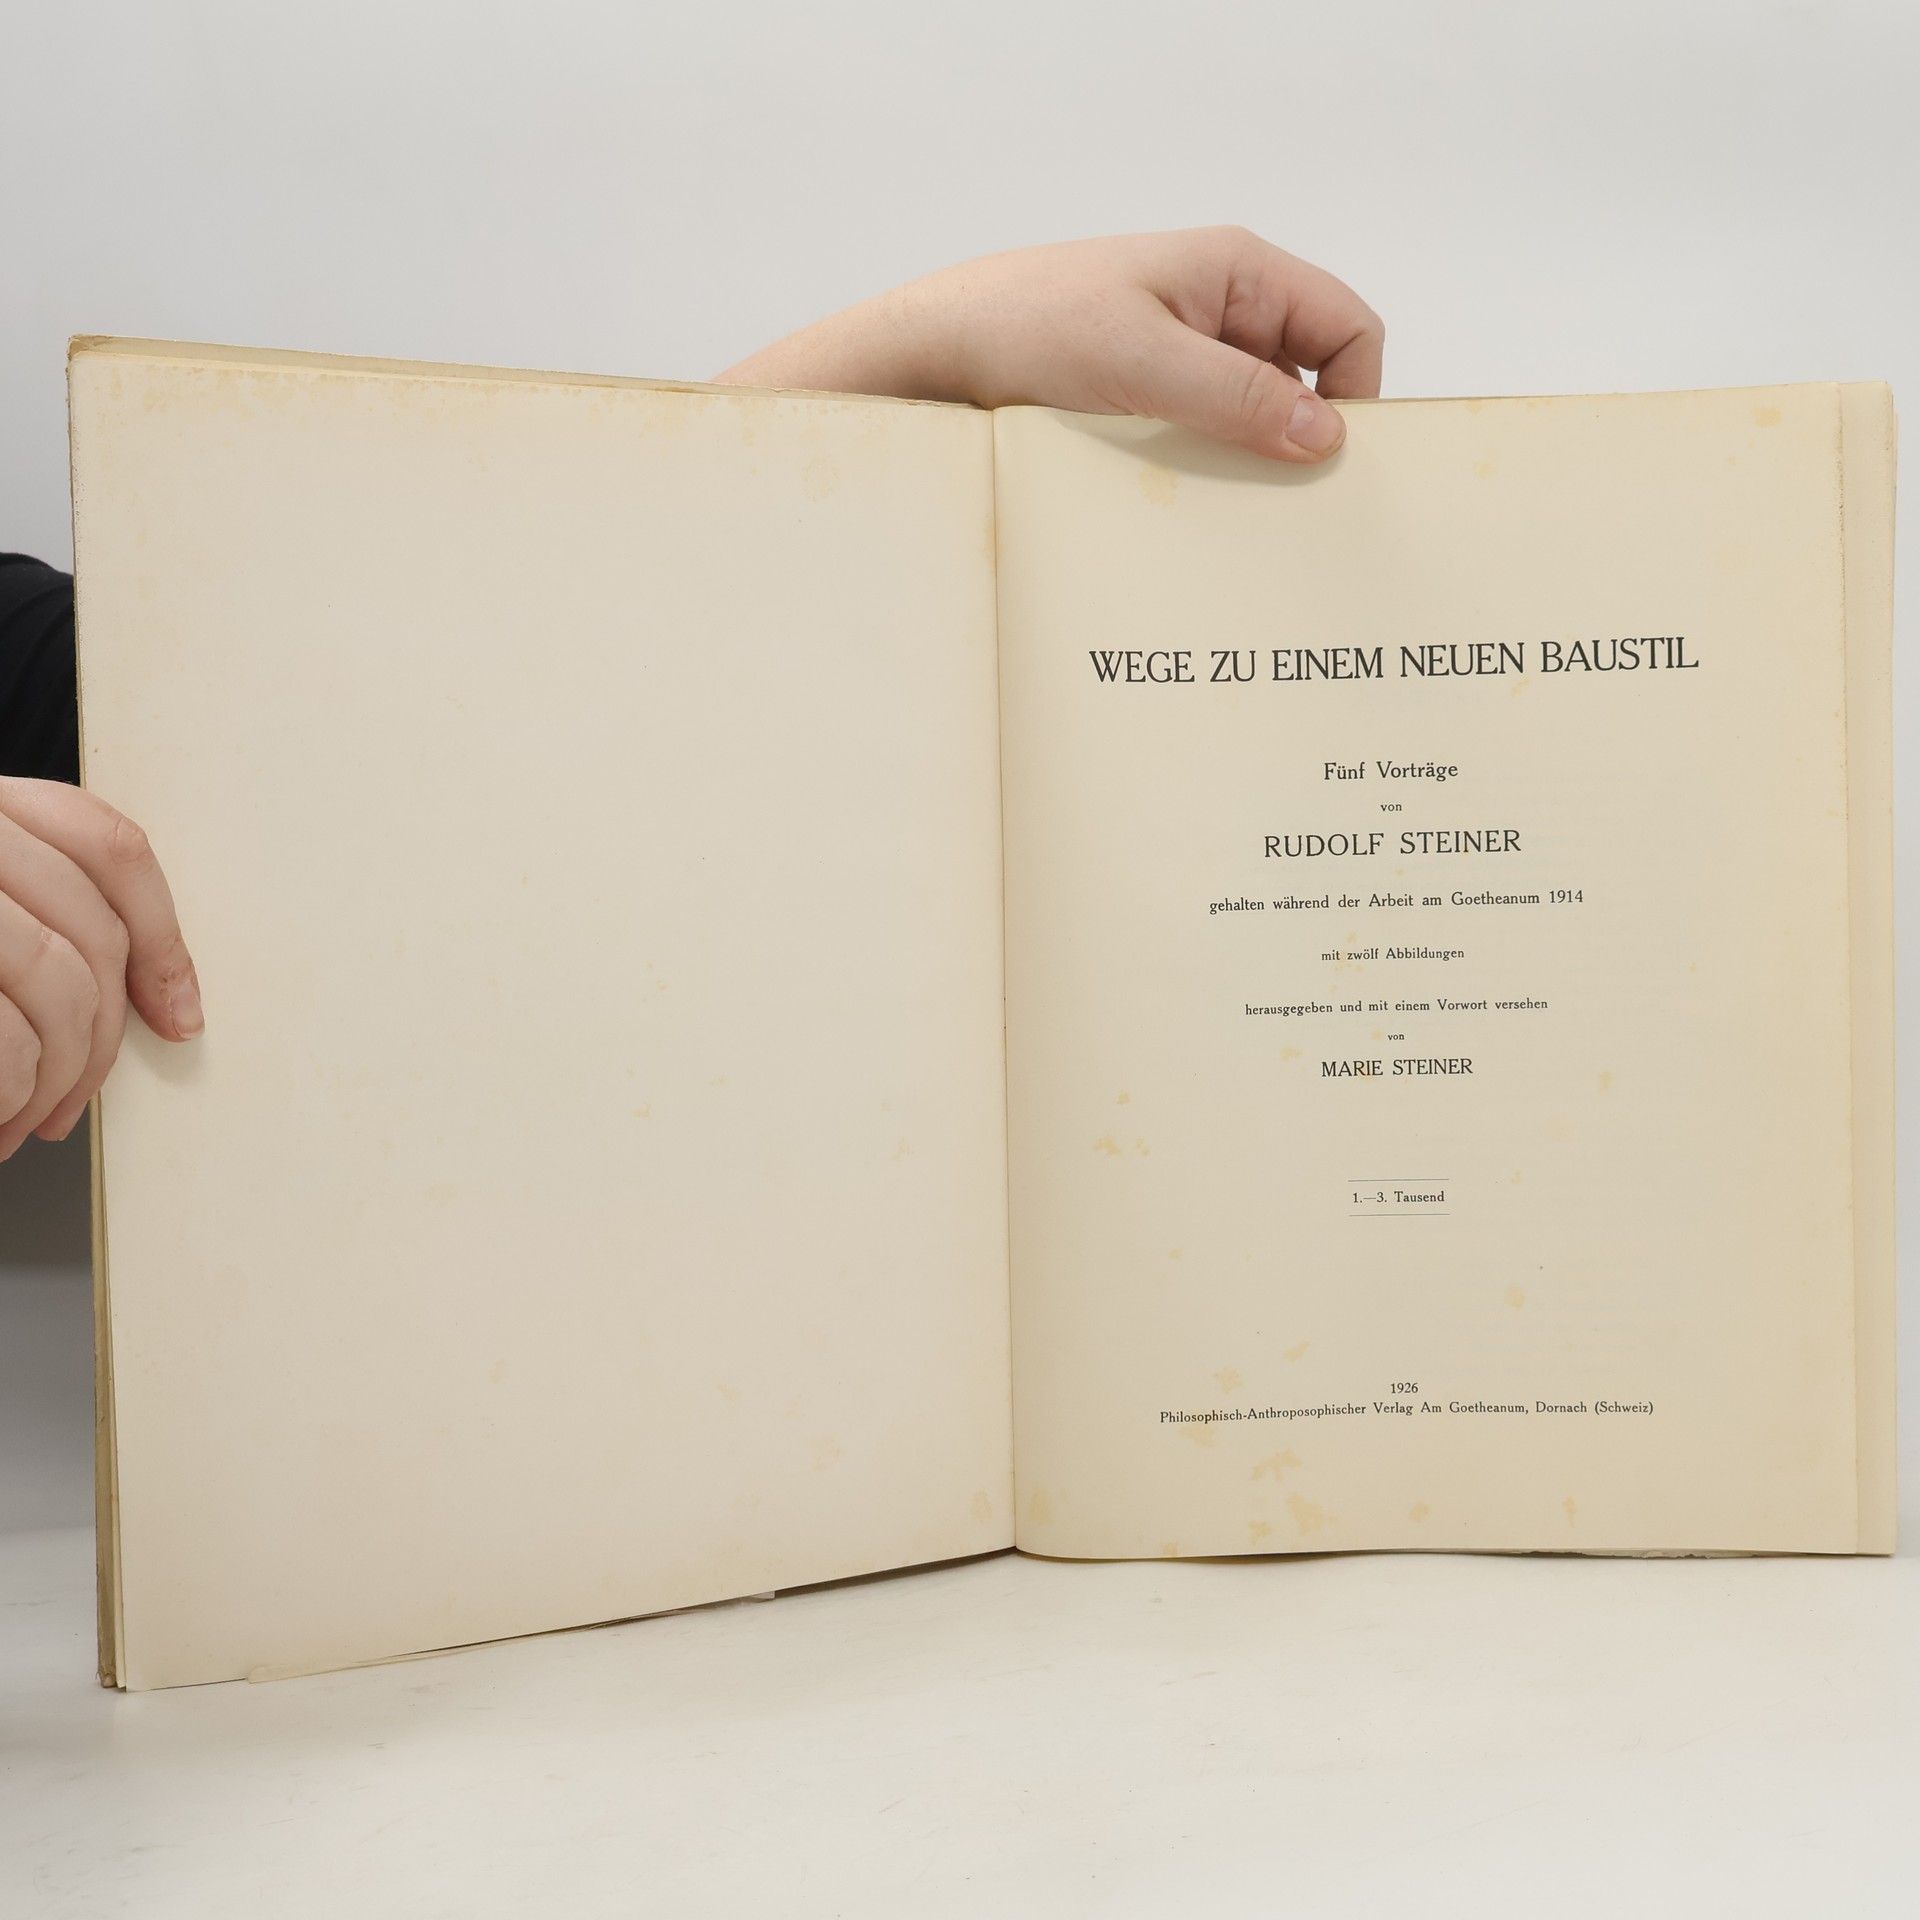 WEGE ZU EINEM NEUEN BAUSTIL
Fünf Vorträge
von
RUDOLF STEINER
gehalten während der Arbeit am Goetheanum 1914
mit zwölf Abbildungen
herausgegeben und mit einem Vorwort versehen
von
MARIE STEINER
1.—3. Tausend
1926
Philosophisch-Anthroposophischer Verlag Am Goetheanum, Dornach (Schweiz)